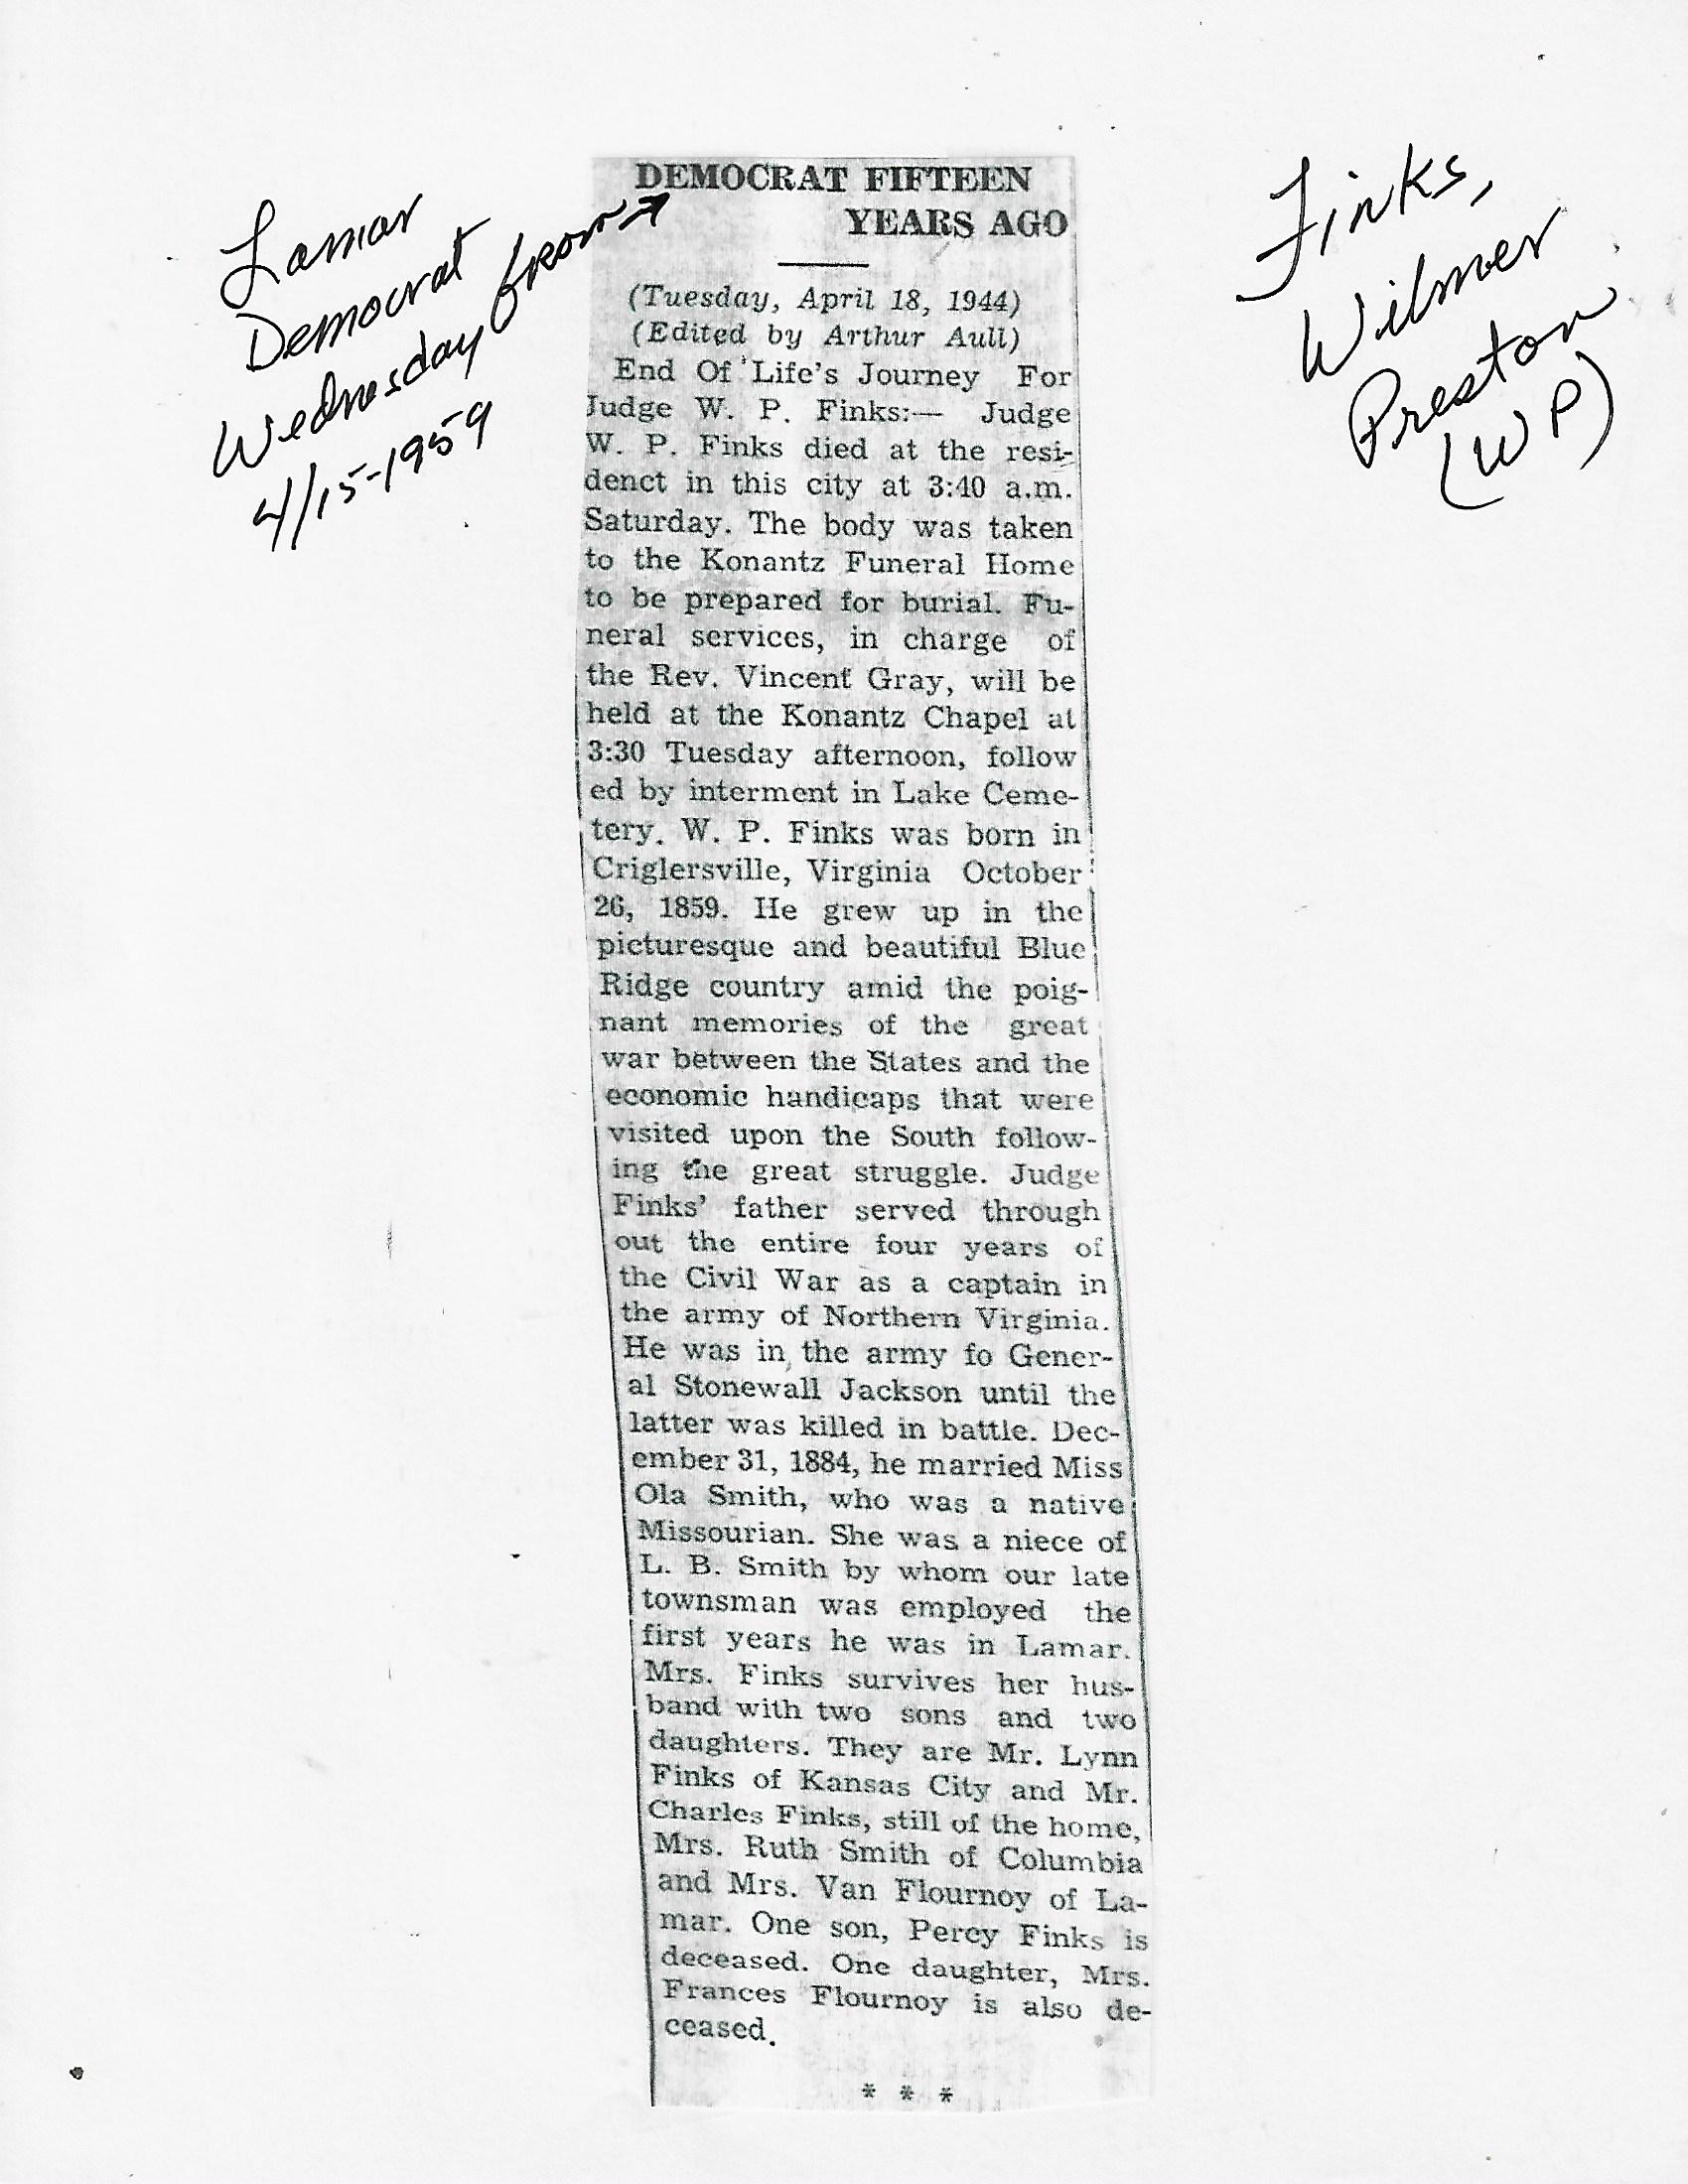 Lamar
Democrat
Wednesday from →
4/15-1959
Finks,
Wilmer
Preston
(WP)
DEMOCRAT FIFTEEN
YEARS AGO
(Tuesday, April 18, 1944)
(Edited by Arthur Aull)
End Of Life's Journey For
Judge W. P. Finks:— Judge
W. P. Finks died at the resi-
denct in this city at 3:40 a.m.
Saturday. The body was taken
to the Konantz Funeral Home
to be prepared for burial. Fu-
neral services, in charge of
the Rev. Vincent Gray, will be
held at the Konantz Chapel at
3:30 Tuesday afternoon, follow
ed by interment in Lake Ceme-
tery. W. P. Finks was born in
Criglersville, Virginia October
26, 1859. He grew up in the
picturesque and beautiful Blue
Ridge country amid the poig-
nant memories of the great
war between the States and the
economic handicaps that were
visited upon the South follow-
ing the great struggle. Judge
Finks' father served through
out the entire four years of
the Civil War as a captain in
the army of Northern Virginia.
He was in the army fo Gener-
al Stonewall Jackson until the
latter was killed in battle. Dec-
ember 31, 1884, he married Miss
Ola Smith, who was a native
Missourian. She was a niece of
L. B. Smith by whom our late
townsman was employed the
first years he was in Lamar.
Mrs. Finks survives her hus-
band with two sons and two
daughters. They are Mr. Lynn
Finks of Kansas City and Mr.
Charles Finks, still of the home,
Mrs. Ruth Smith of Columbia
and Mrs. Van Flournoy of La-
mar. One son, Percy Finks is
deceased. One daughter, Mrs.
Frances Flournoy is also de-
ceased.
* * *